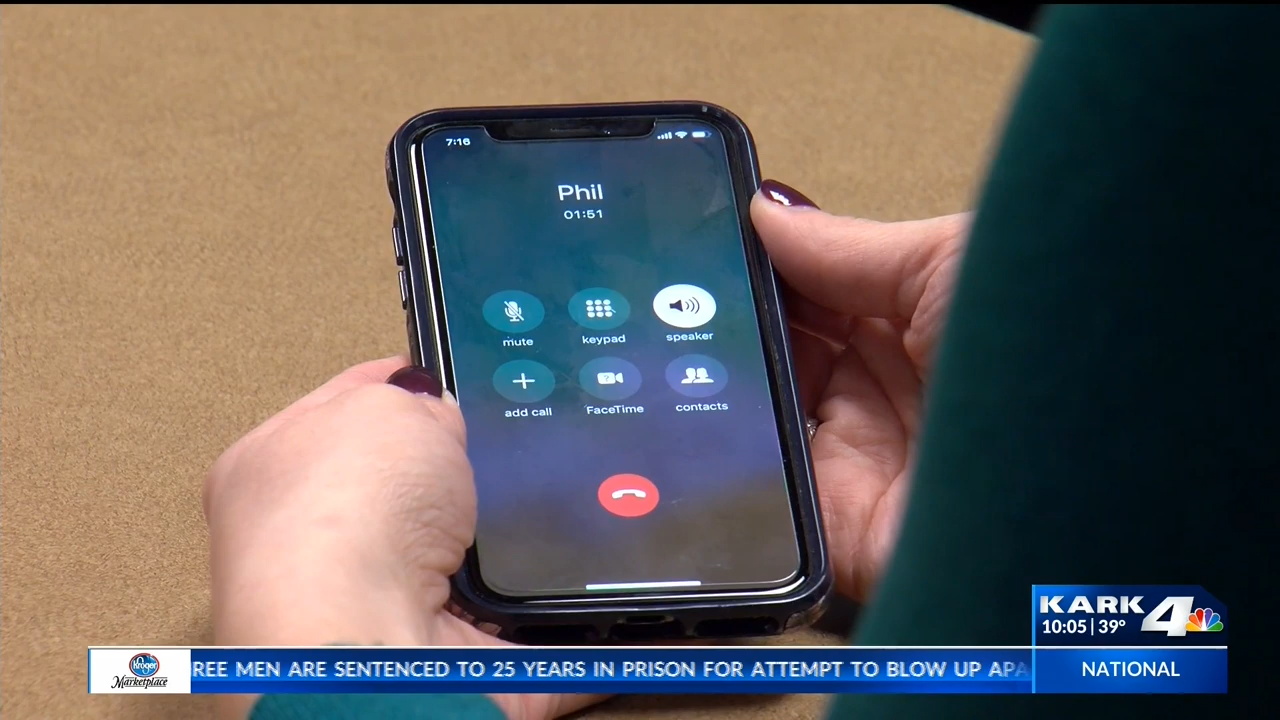 7:16
Phil
01:51
mute
keypad
speaker
add call
FaceTime
contacts
KARK 4
10:05 | 39°
Kroger
Marketplace
REE MEN ARE SENTENCED TO 25 YEARS IN PRISON FOR ATTEMPT TO BLOW UP APA
NATIONAL